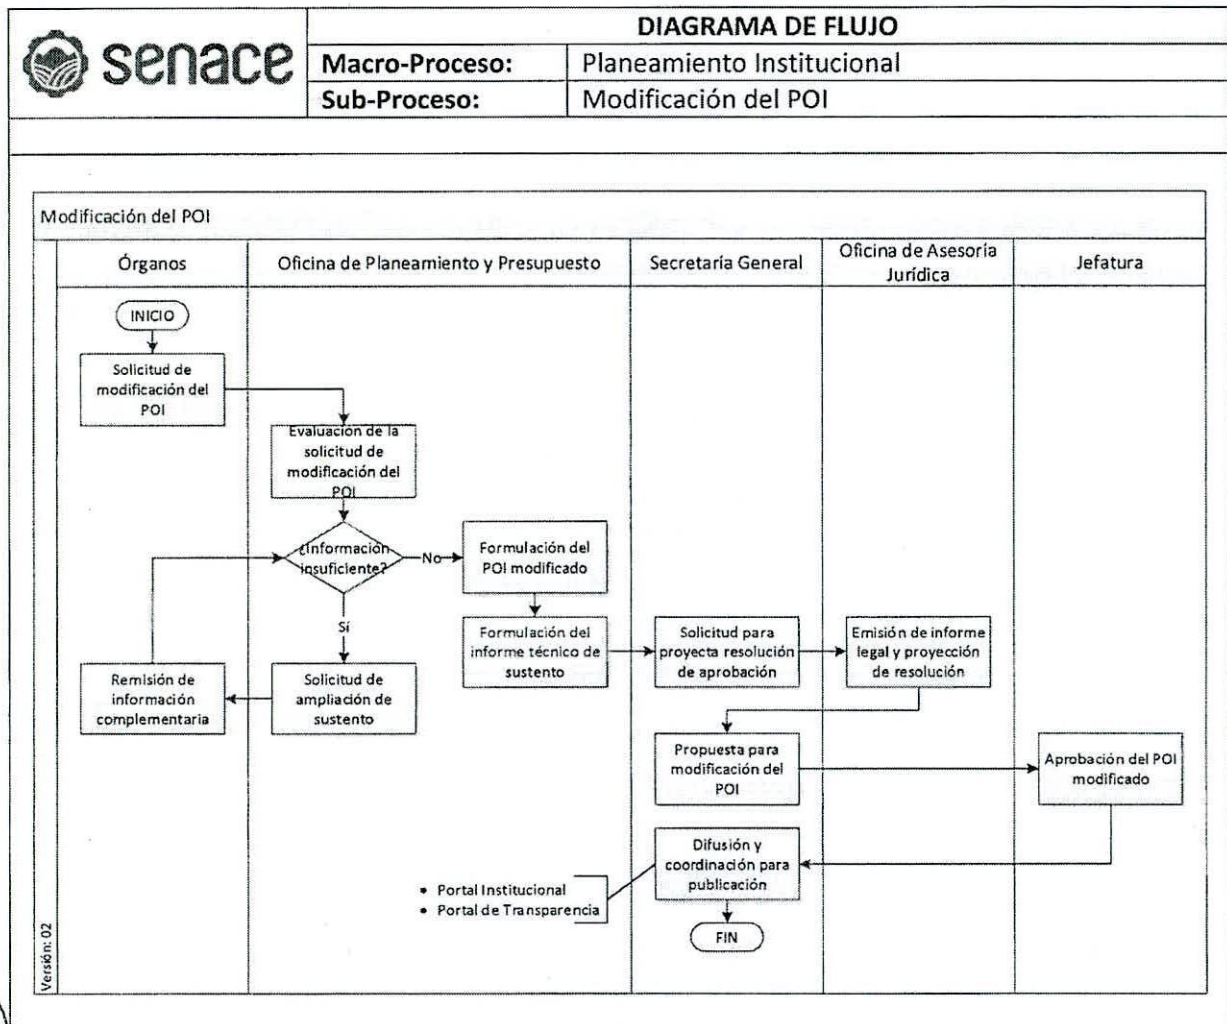 senace
DIAGRAMA DE FLUJO
Macro-Proceso:
Planeamiento Institucional
Sub-Proceso:
Modificación del POI
Modificación del POI
Órganos
Oficina de Planeamiento y Presupuesto
Secretaría General
Oficina de Asesoría
Jurídica
Jefatura
INICIO
Solicitud de
modificación del
POI
Evaluación de la
solicitud de
modificación del
POI
¿Información
insuficiente?
No
Formulación del
POI modificado
Sí
Formulación del
informe técnico de
sustento
Solicitud para
proyecta resolución
de aprobación
Emisión de informe
legal y proyección
de resolución
Remisión de
información
complementaria
Solicitud de
ampliación de
sustento
Propuesta para
modificación del
POI
Aprobación del POI
modificado
Difusión y
coordinación para
publicación
• Portal Institucional
• Portal de Transparencia
FIN
Versión: 02